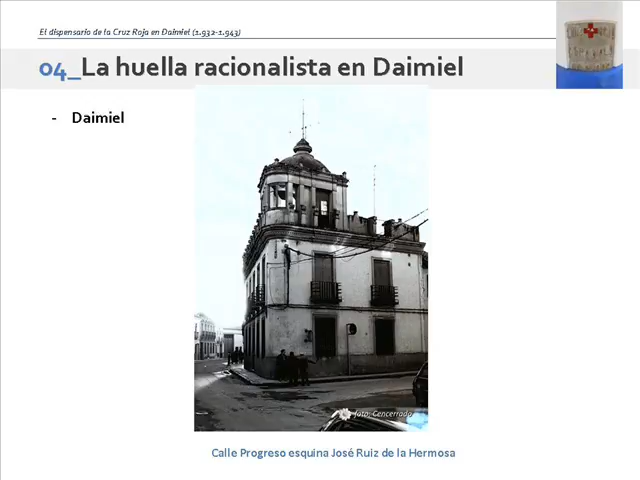 El dispensario de la Cruz Roja en Daimiel (1.932-1.943)
04_La huella racionalista en Daimiel
- Daimiel
foto: Cencerrado
Calle Progreso esquina José Ruiz de la Hermosa